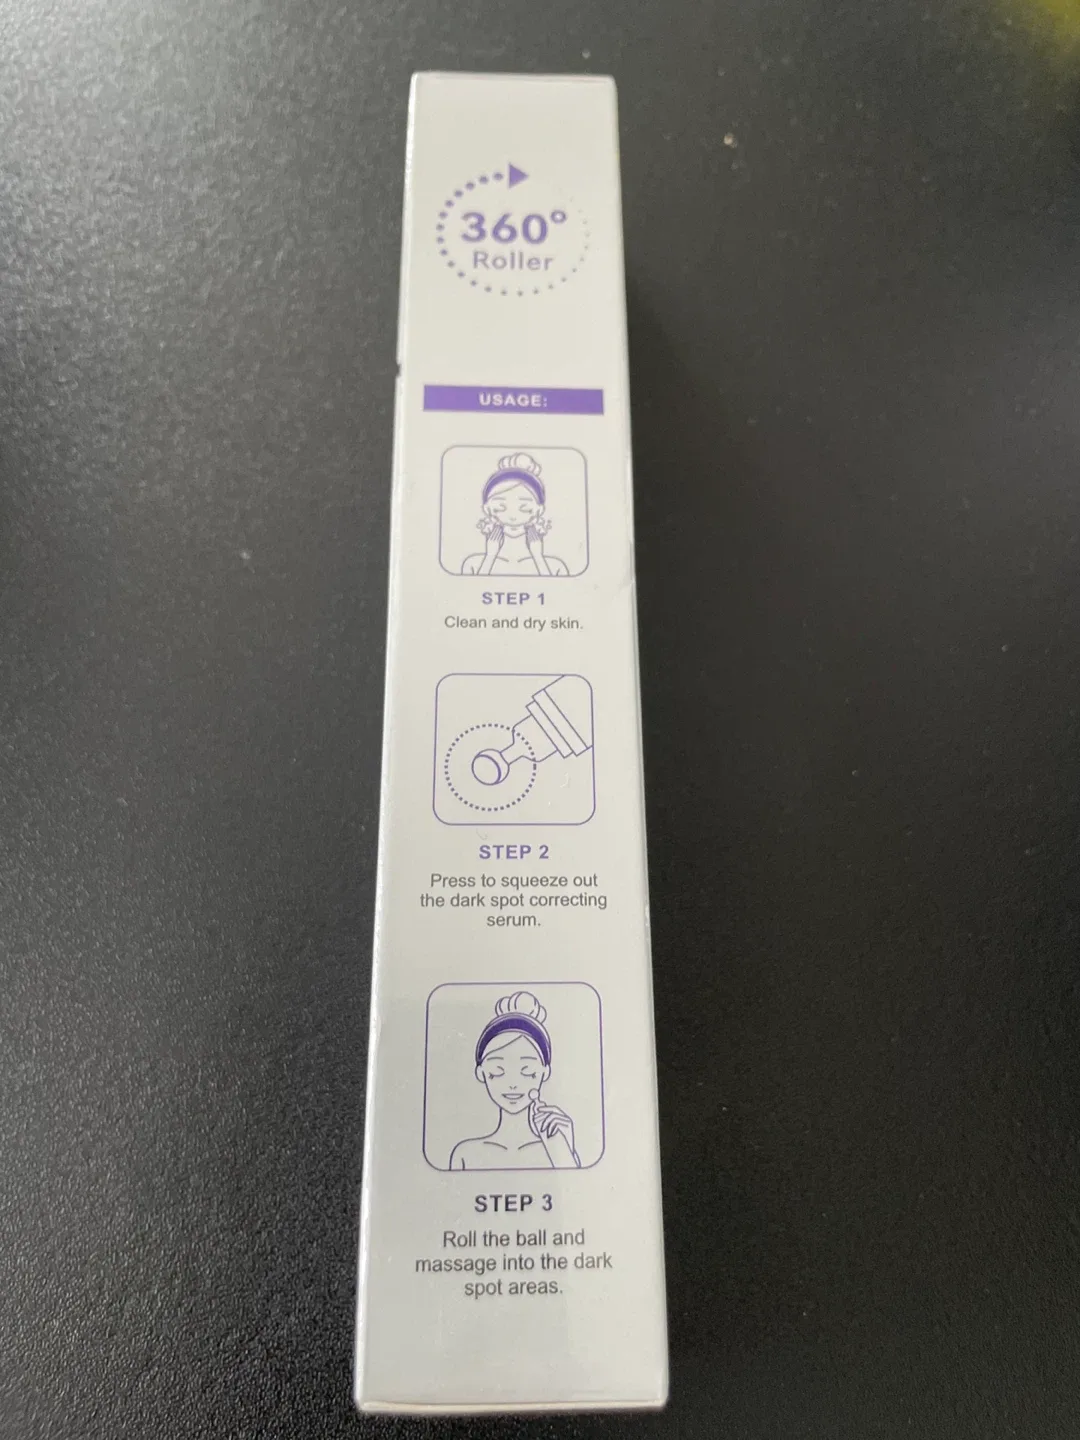 360°
Roller
USAGE:
STEP 1
Clean and dry skin.
STEP 2
Press to squeeze out
the dark spot correcting
serum.
STEP 3
Roll the ball and
massage into the dark
spot areas.